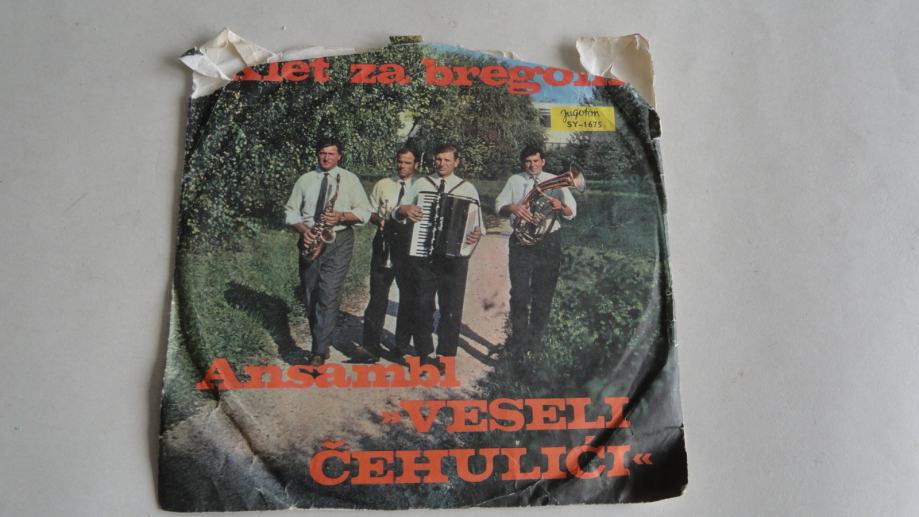 Klet za bregom
Jugoton
SY-1675
Ansambl
»VESELI
ČEHULIĆI«